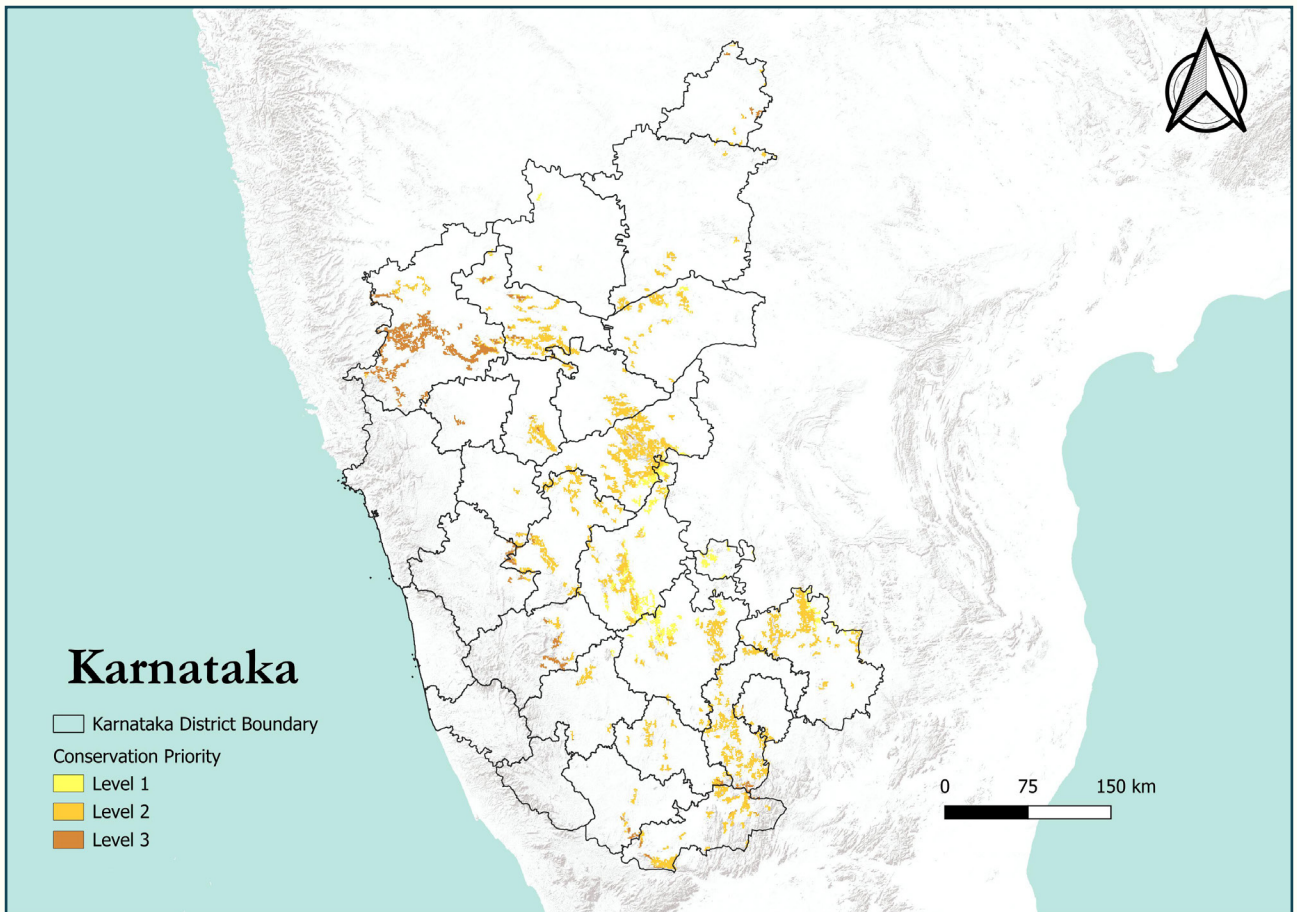 Karnataka
Karnataka District Boundary
Conservation Priority
Level 1
Level 2
Level 3
0 75 150 km